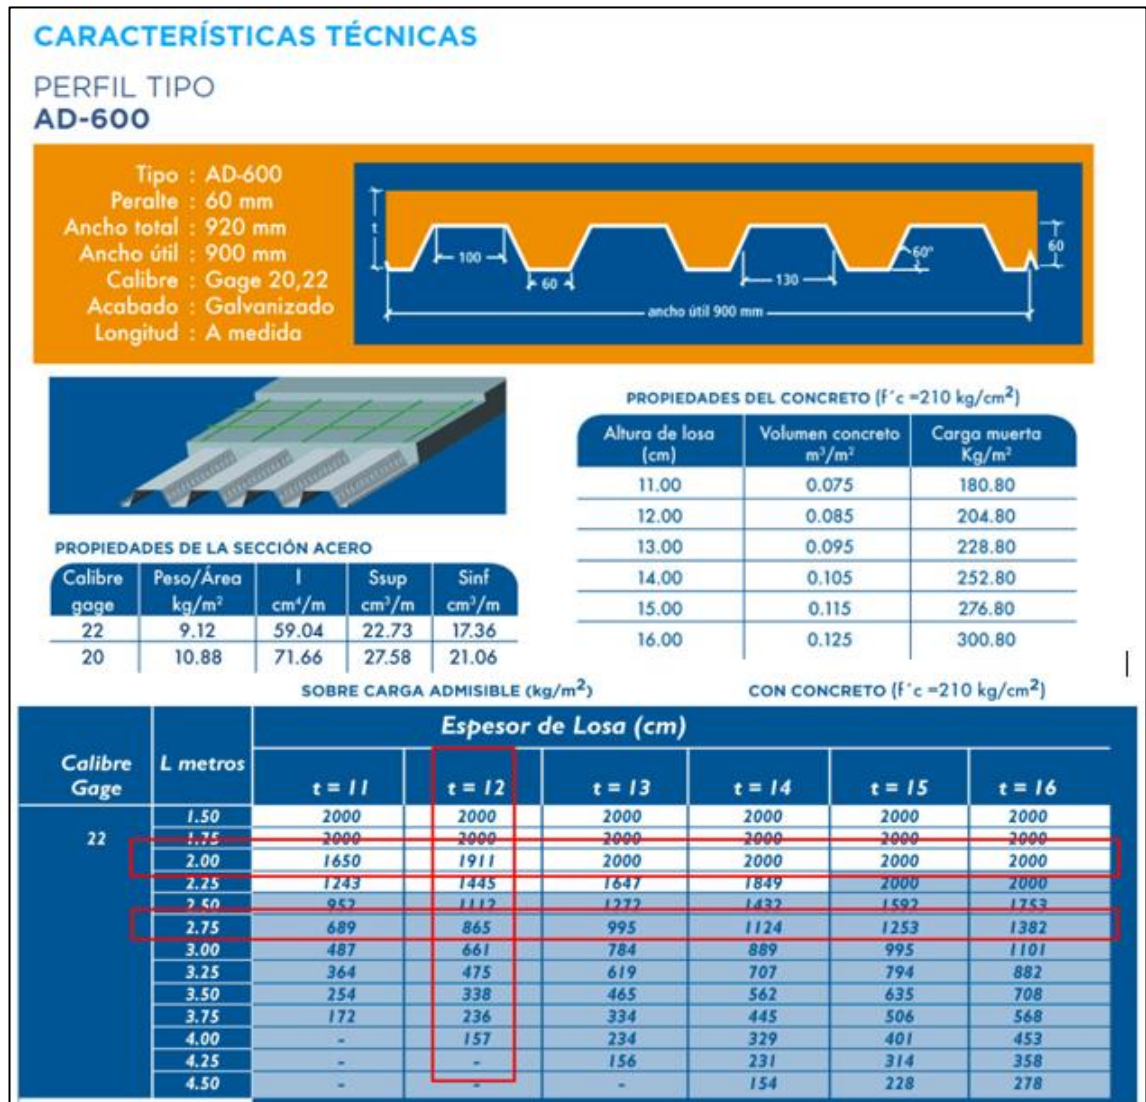 CARACTERÍSTICAS TÉCNICAS
PERFIL TIPO
AD-600
Tipo : AD-600
Peralte : 60 mm
Ancho total : 920 mm
Ancho útil : 900 mm
Calibre : Gage 20,22
Acabado : Galvanizado
Longitud : A medida
t
100
60
130
60°
60
ancho útil 900 mm
PROPIEDADES DEL CONCRETO (f´c =210 kg/cm²)
Altura de losa (cm) Volumen concreto m³/m² Carga muerta Kg/m²
11.00 0.075 180.80
12.00 0.085 204.80
13.00 0.095 228.80
14.00 0.105 252.80
15.00 0.115 276.80
16.00 0.125 300.80
PROPIEDADES DE LA SECCIÓN ACERO
Calibre gage Peso/Área kg/m² I cm⁴/m Ssup cm³/m Sinf cm³/m
22 9.12 59.04 22.73 17.36
20 10.88 71.66 27.58 21.06
SOBRE CARGA ADMISIBLE (kg/m²) CON CONCRETO (f´c =210 kg/cm²)
Espesor de Losa (cm)
Calibre Gage L metros t = 11 t = 12 t = 13 t = 14 t = 15 t = 16
1.50 2000 2000 2000 2000 2000 2000
22 1.75 2000 2000 2000 2000 2000 2000
2.00 1650 1911 2000 2000 2000 2000
2.25 1243 1445 1647 1849 2000 2000
2.50 952 1112 1272 1432 1592 1753
2.75 689 865 995 1124 1253 1382
3.00 487 661 784 889 995 1101
3.25 364 475 619 707 794 882
3.50 254 338 465 562 635 708
3.75 172 236 334 445 506 568
4.00 - 157 234 329 401 453
4.25 - - 156 231 314 358
4.50 - - - 154 228 278